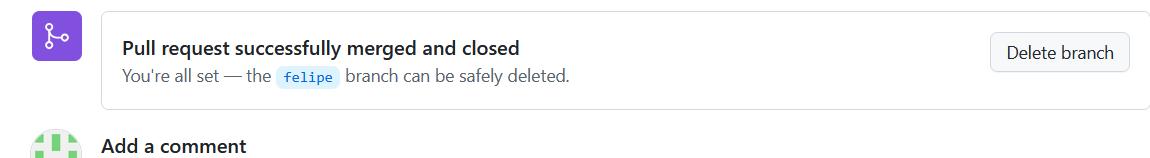 Pull request successfully merged and closed
Delete branch
You're all set — the felipe branch can be safely deleted.
Add a comment